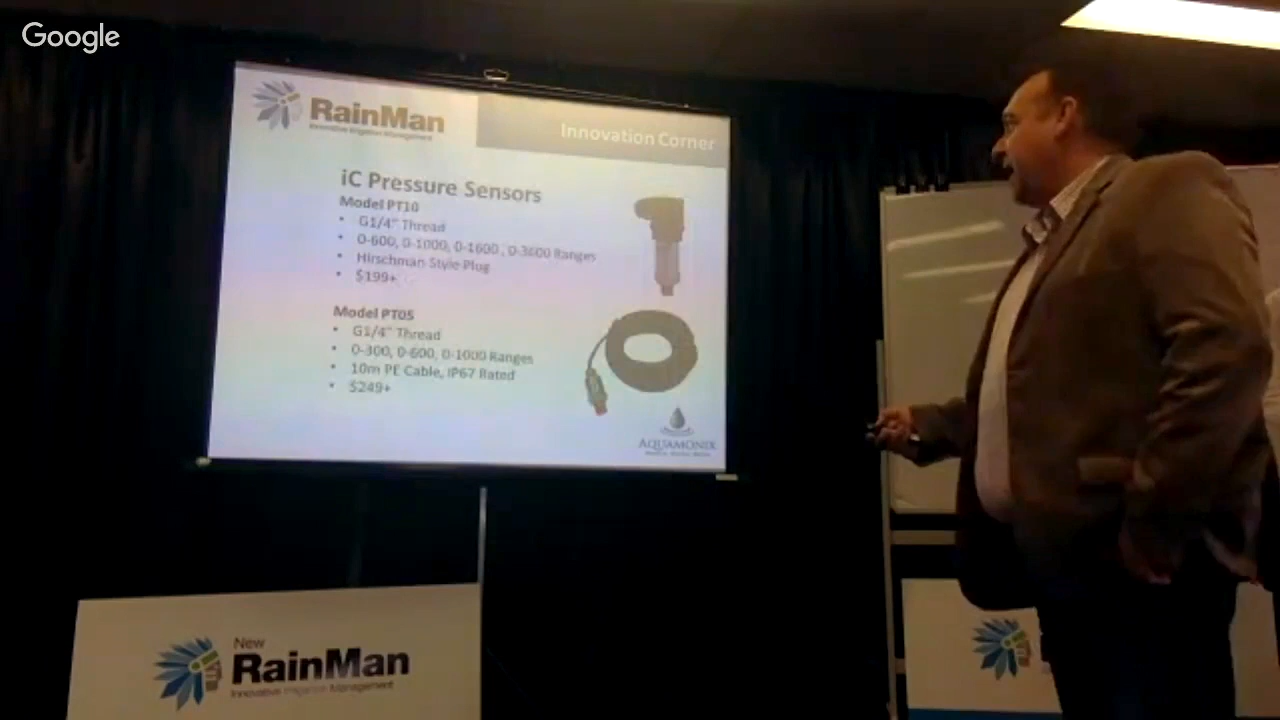 Google
RainMan
Innovative Irrigation Management
Innovation Corner
iC Pressure Sensors
Model PT10
• G1/4" Thread
• 0-600, 0-1000, 0-1600 , 0-3600 Ranges
• Hirschman Style Plug
• $199+
Model PT05
• G1/4" Thread
• 0-300, 0-600, 0-1000 Ranges
• 10m PE Cable, IP67 Rated
• $249+
AQUAMONIX
New
RainMan
Innovative Irrigation Management